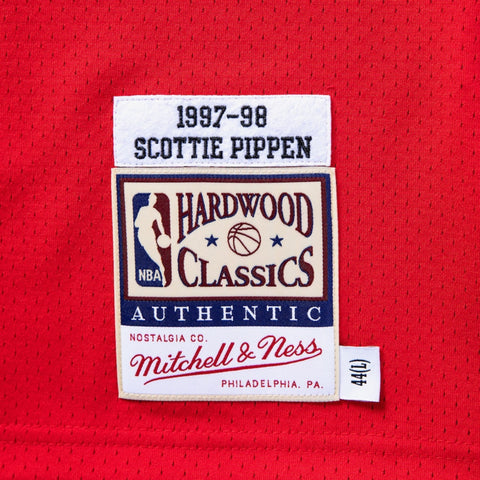 1997-98
SCOTTIE PIPPEN
HARDWOOD
CLASSICS
NBA
AUTHENTIC
NOSTALGIA CO.
Mitchell & Ness
PHILADELPHIA, PA.
44(L)